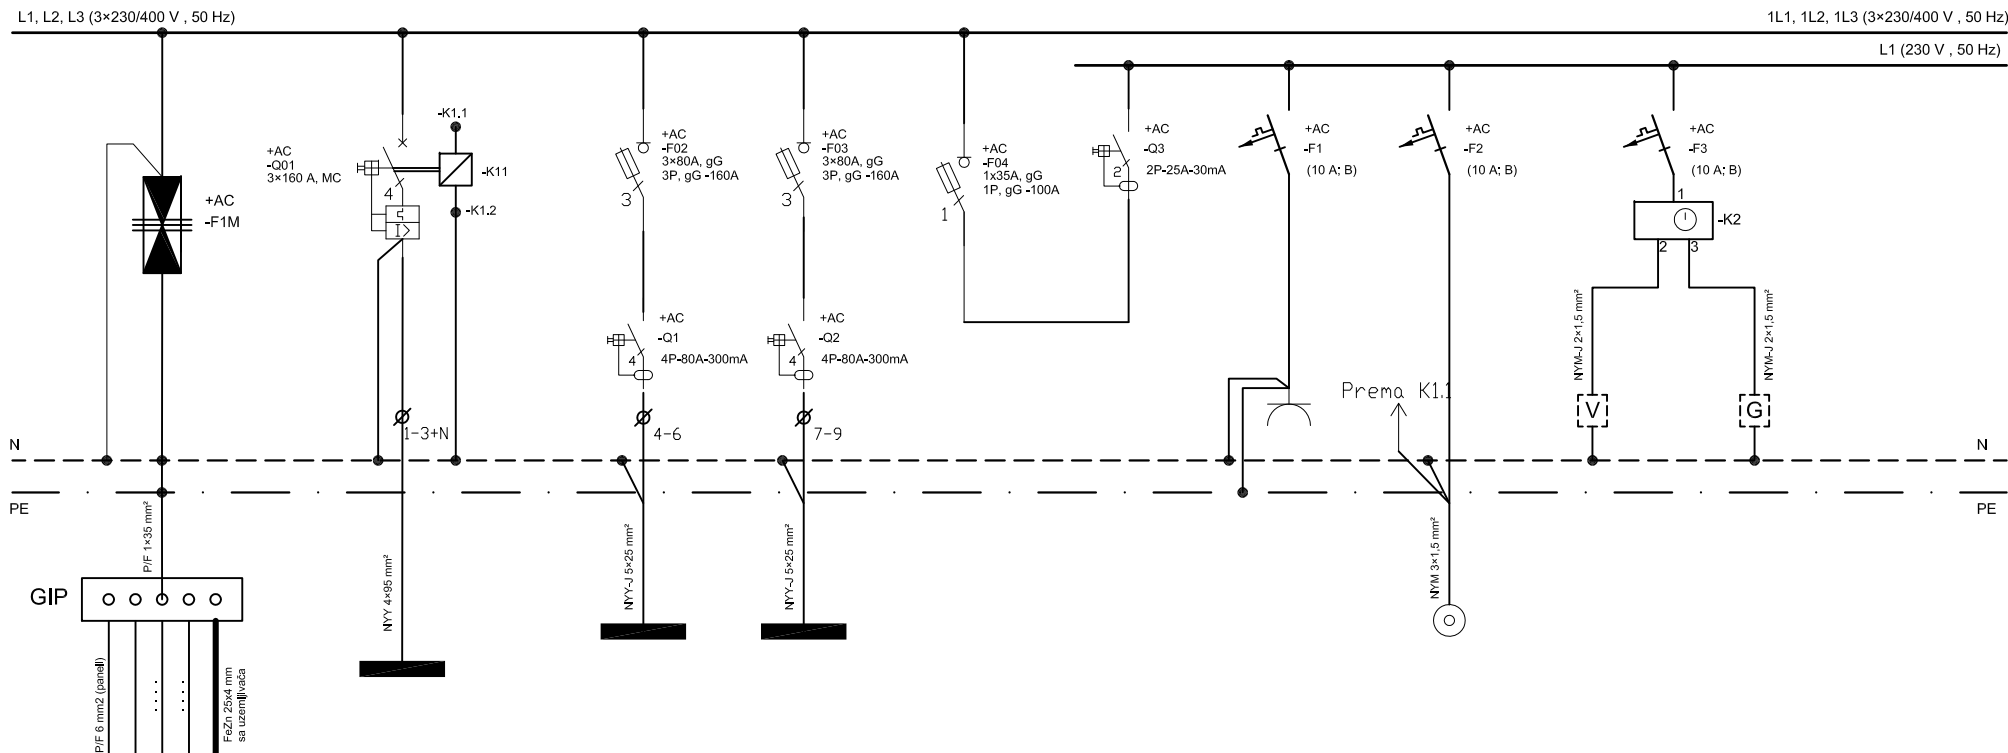 L1, L2, L3 (3×230/400 V , 50 Hz)
1L1, 1L2, 1L3 (3×230/400 V , 50 Hz)
L1 (230 V , 50 Hz)
+AC
-F1M
+AC
-Q01
3×160 A, MC
4
I>
-K1.1
-K11
-K1.2
1-3+N
+AC
-F02
3×80A, gG
3P, gG -160A
3
+AC
-Q1
4P-80A-300mA
4
4-6
+AC
-F03
3×80A, gG
3P, gG -160A
3
+AC
-Q2
4P-80A-300mA
4
7-9
+AC
-F04
1x35A, gG
1P, gG -100A
1
+AC
-Q3
2P-25A-30mA
2
+AC
-F1
(10 A; B)
+AC
-F2
(10 A; B)
+AC
-F3
(10 A; B)
1
-K2
2
3
NYM-J 2×1,5 mm²
NYM-J 2×1,5 mm²
V
G
Prema K1.1
N
N
PE
PE
P/F 1×35 mm²
NYY 4×95 mm²
NYY-J 5×25 mm²
NYY-J 5×25 mm²
NYM 3×1,5 mm²
GIP
P/F 6 mm2 (paneli)
FeZn 25x4 mm
sa uzemljivača